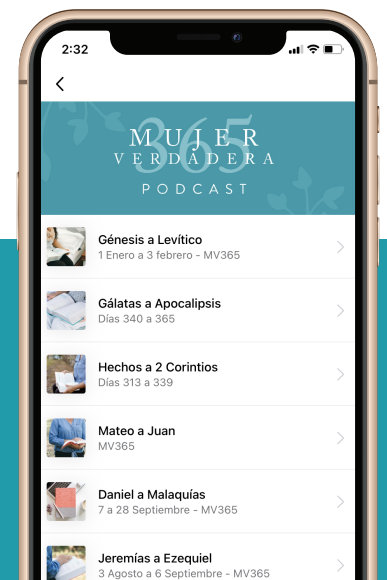 2:32
365
MUJER
VERDADERA
PODCAST
Génesis a Levítico
1 Enero a 3 febrero - MV365
Gálatas a Apocalipsis
Días 340 a 365
Hechos a 2 Corintios
Días 313 a 339
Mateo a Juan
MV365
Daniel a Malaquías
7 a 28 Septiembre - MV365
Jeremías a Ezequiel
3 Agosto a 6 Septiembre - MV365